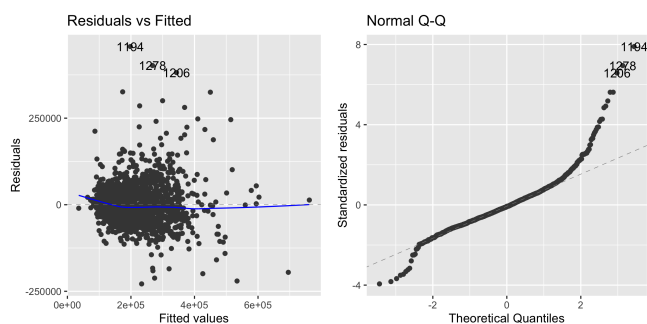 Residuals vs Fitted
1194
1278
1206
250000
0
-250000
0e+00
2e+05
4e+05
6e+05
Residuals
Fitted values
Normal Q-Q
1194
1278
1206
8
4
0
-4
-2
0
2
Standardized residuals
Theoretical Quantiles